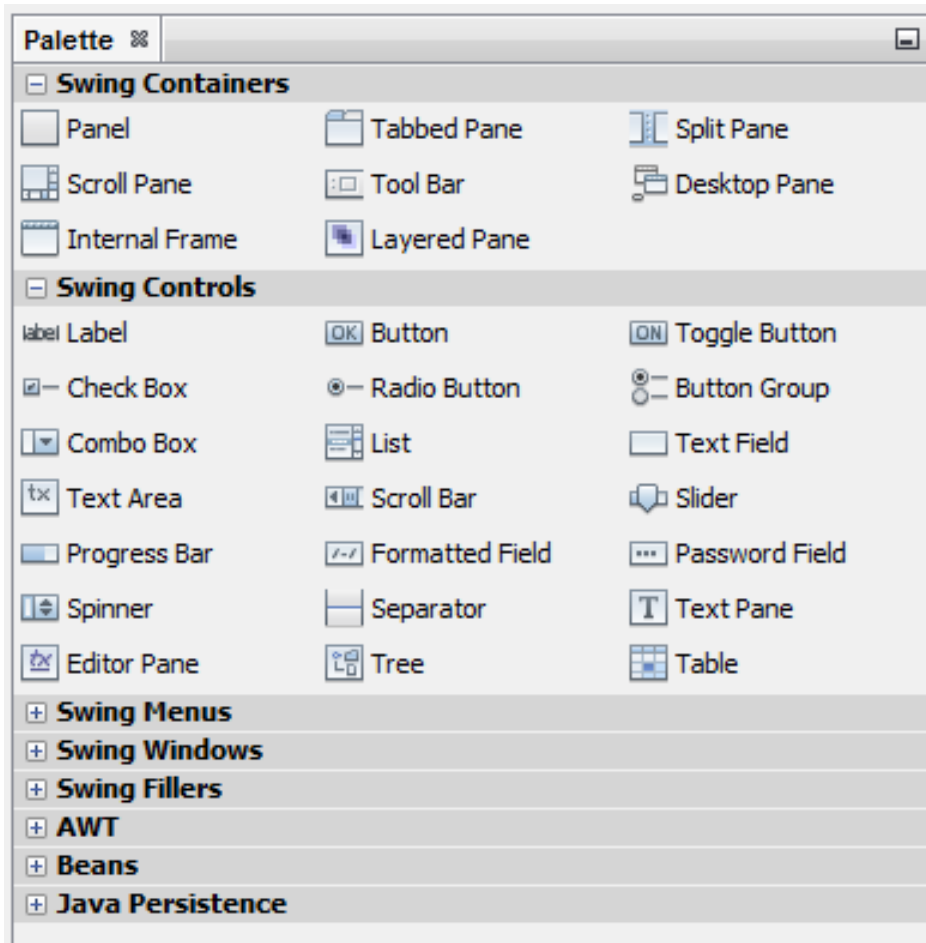 Palette
Swing Containers
Panel Tabbed Pane Split Pane
Scroll Pane Tool Bar Desktop Pane
Internal Frame Layered Pane
Swing Controls
label Label OK Button ON Toggle Button
Check Box Radio Button Button Group
Combo Box List Text Field
tx Text Area Scroll Bar Slider
Progress Bar Formatted Field Password Field
Spinner Separator T Text Pane
tx Editor Pane Tree Table
Swing Menus
Swing Windows
Swing Fillers
AWT
Beans
Java Persistence